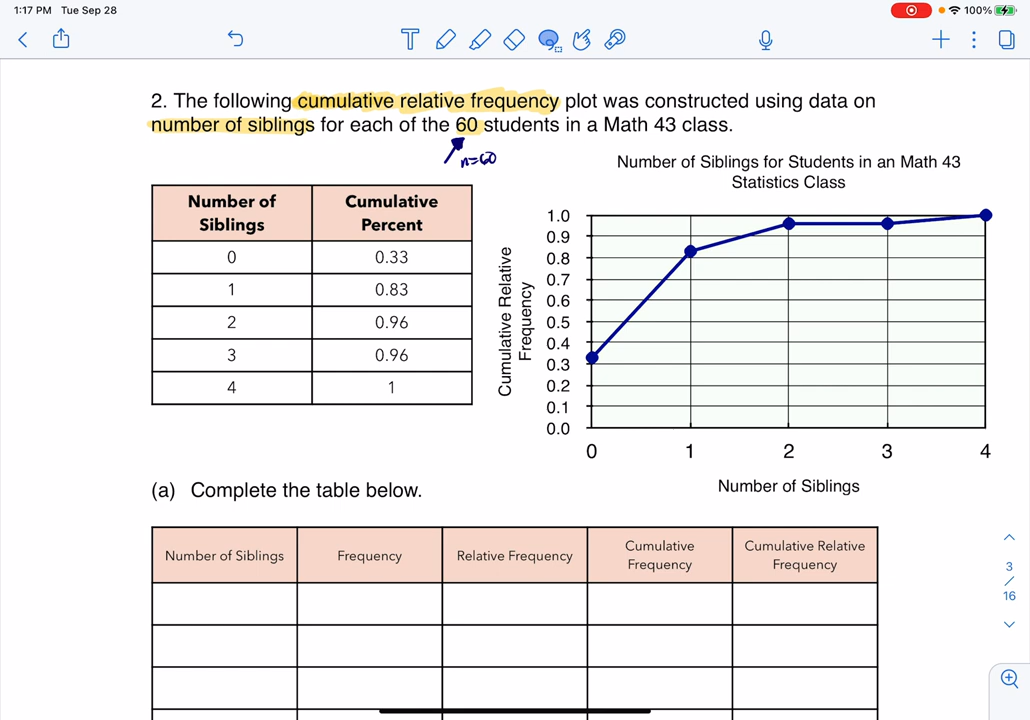 1:17 PM Tue Sep 28
100%
2. The following cumulative relative frequency plot was constructed using data on
number of siblings for each of the 60 students in a Math 43 class.
n=60
Number of Siblings for Students in an Math 43
Statistics Class
Number of
Siblings
Cumulative
Percent
0 0.33
1 0.83
2 0.96
3 0.96
4 1
Cumulative Relative
Frequency
1.0
0.9
0.8
0.7
0.6
0.5
0.4
0.3
0.2
0.1
0.0
0 1 2 3 4
Number of Siblings
(a) Complete the table below.
Number of Siblings
Frequency
Relative Frequency
Cumulative
Frequency
Cumulative Relative
Frequency
3
/
16